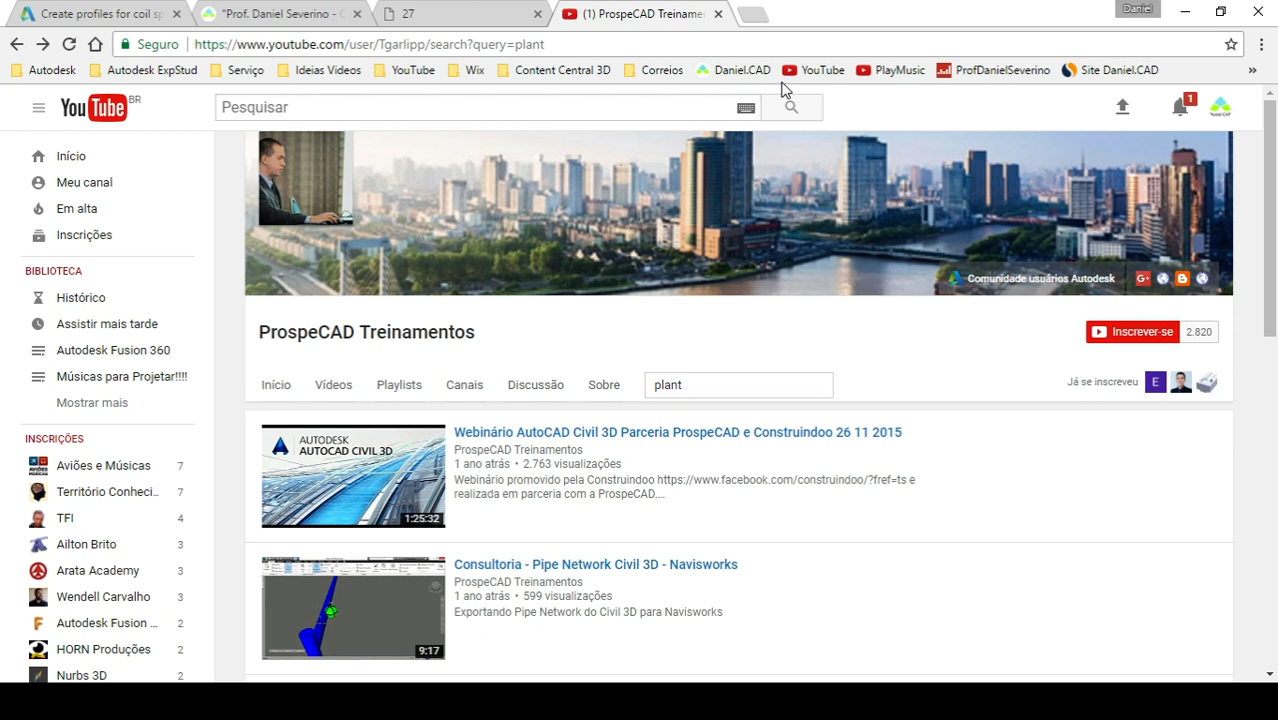 Create profiles for coil sp
"Prof. Daniel Severino -
27
(1) ProspeCAD Treiname
Daniel
Seguro
https://www.youtube.com/user/Tgarlipp/search?query=plant
Autodesk
Autodesk ExpStud
Serviço
Ideias Videos
YouTube
Wix
Content Central 3D
Correios
Daniel.CAD
YouTube
PlayMusic
ProfDanielSeverino
Site Daniel.CAD
»
YouTube BR
Pesquisar
1
Início
Meu canal
Em alta
Inscrições
BIBLIOTECA
Histórico
Assistir mais tarde
Autodesk Fusion 360
Músicas para Projetar!!!!
Mostrar mais
INSCRIÇÕES
Aviões e Músicas 7
Território Conheci.. 7
TFI 4
Ailton Brito 3
Arata Academy 3
Wendell Carvalho 3
Autodesk Fusion ... 2
HORN Produções 2
Nurbs 3D 2
Comunidade usuários Autodesk
ProspeCAD Treinamentos
Inscrever-se 2.820
Início
Vídeos
Playlists
Canais
Discussão
Sobre
plant
Já se inscreveu
E
AUTODESK
AUTOCAD CIVIL 3D
1:25:32
Webinário AutoCAD Civil 3D Parceria ProspeCAD e Construindoo 26 11 2015
ProspeCAD Treinamentos
1 ano atrás • 2.763 visualizações
Webinário promovido pela Construindoo https://www.facebook.com/construindoo/?fref=ts e
realizada em parceria com a ProspeCAD....
9:17
Consultoria - Pipe Network Civil 3D - Navisworks
ProspeCAD Treinamentos
1 ano atrás • 599 visualizações
Exportando Pipe Network do Civil 3D para Navisworks